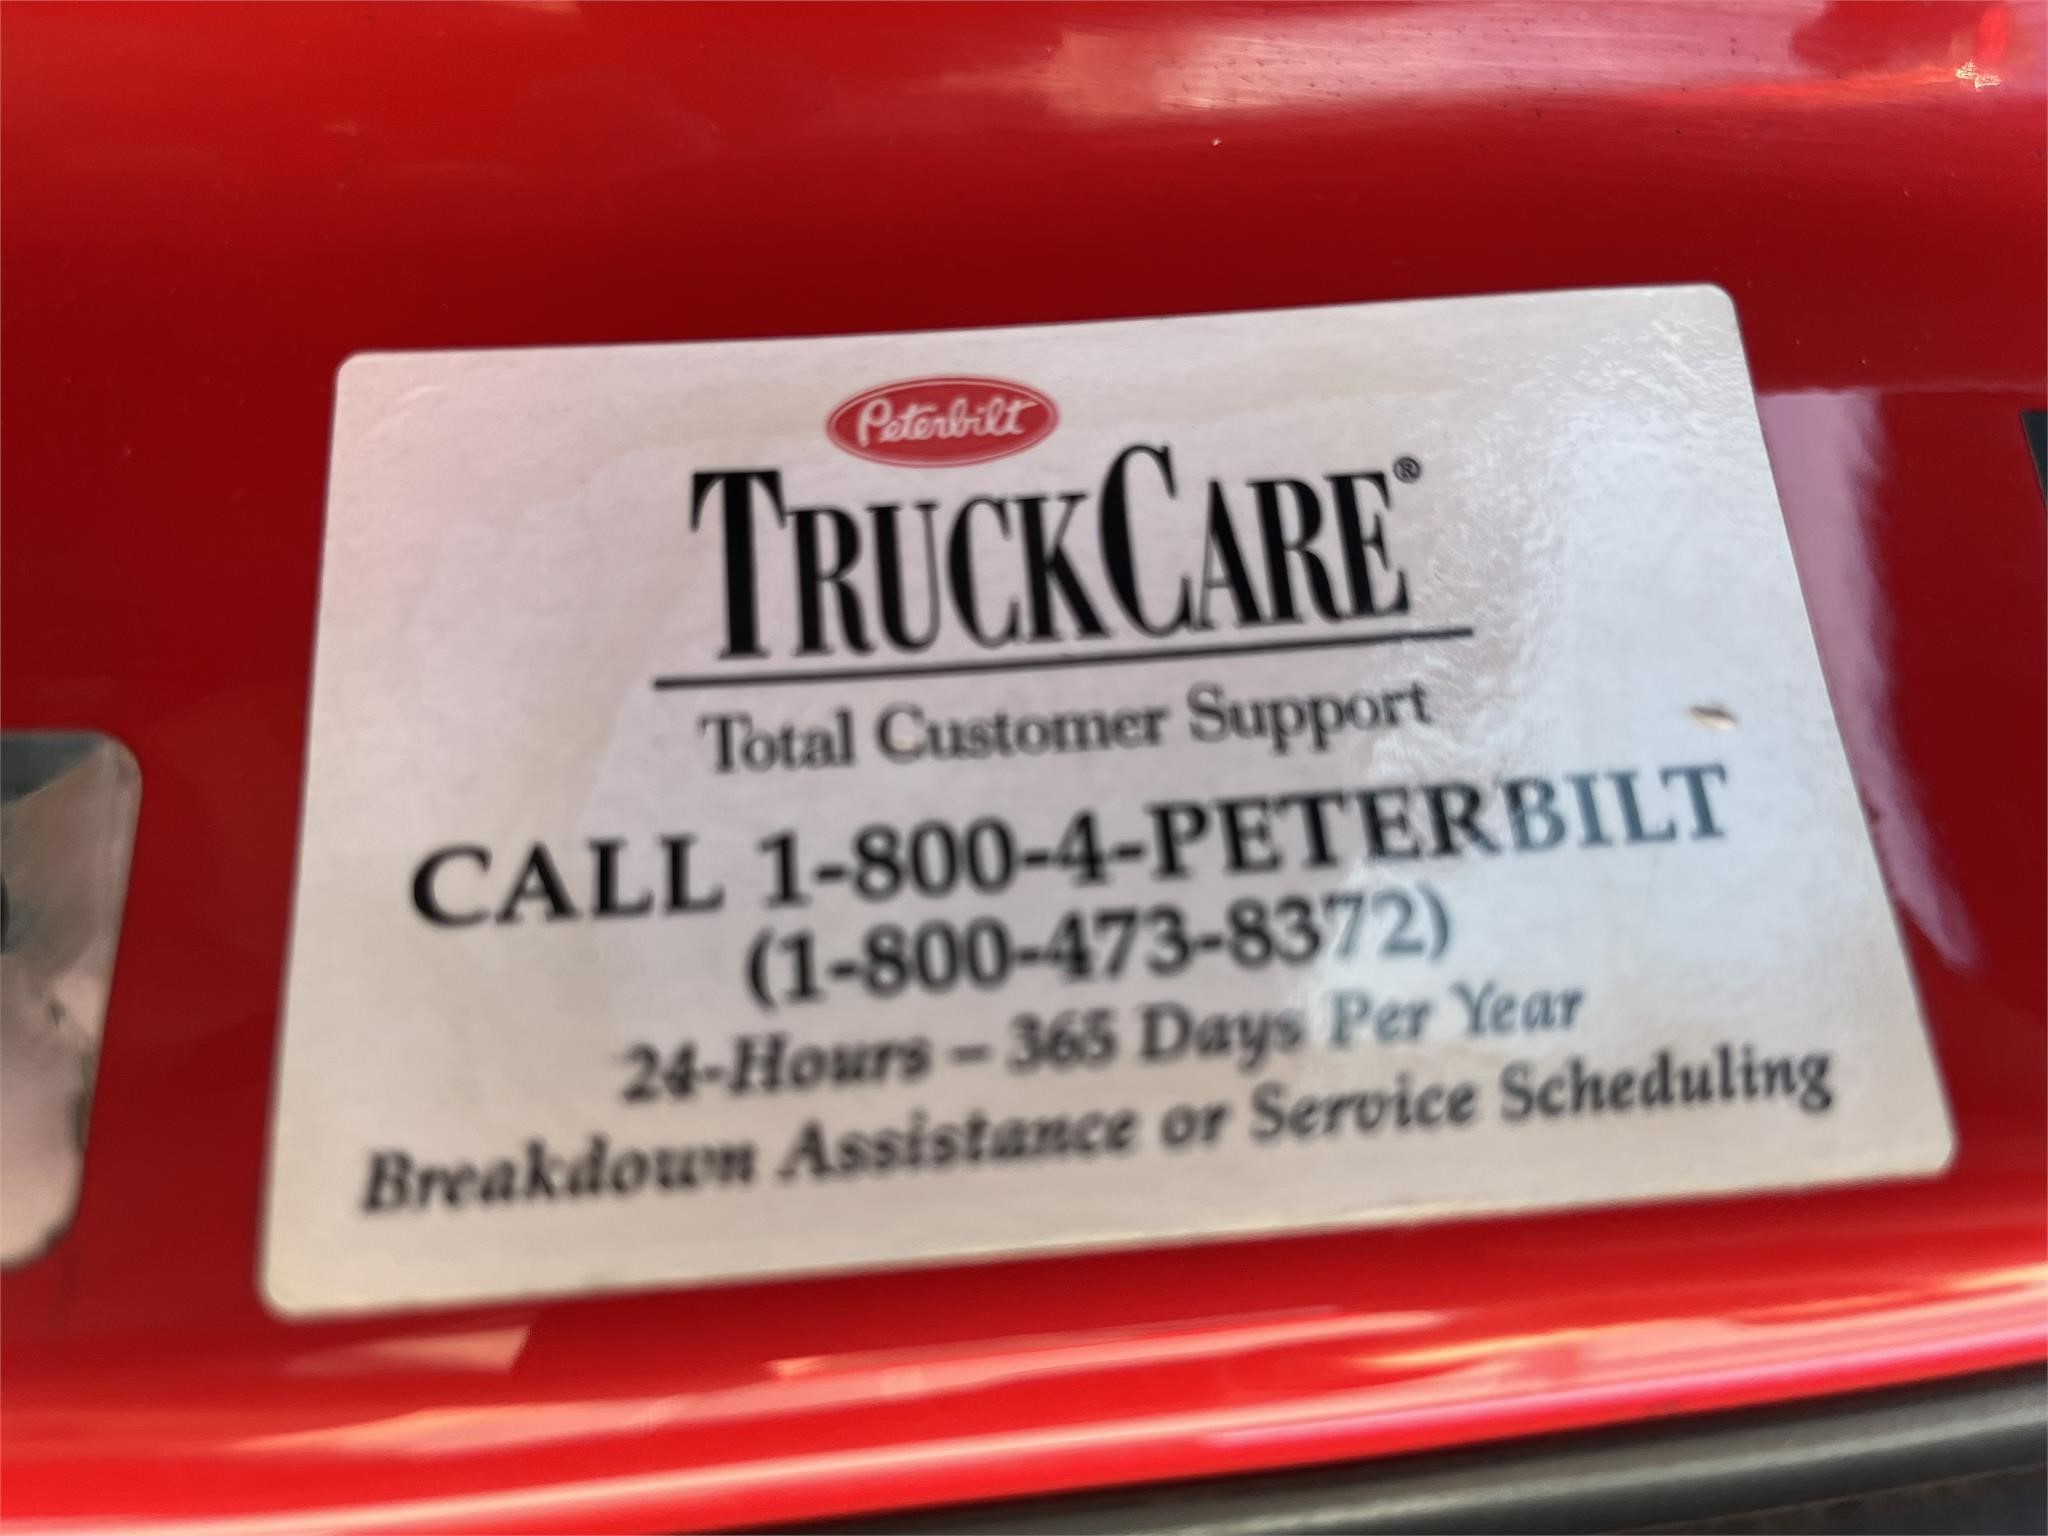 Peterbilt
TRUCKCARE®
Total Customer Support
CALL 1-800-4-PETERBILT
(1-800-473-8372)
24-Hours – 365 Days Per Year
Breakdown Assistance or Service Scheduling